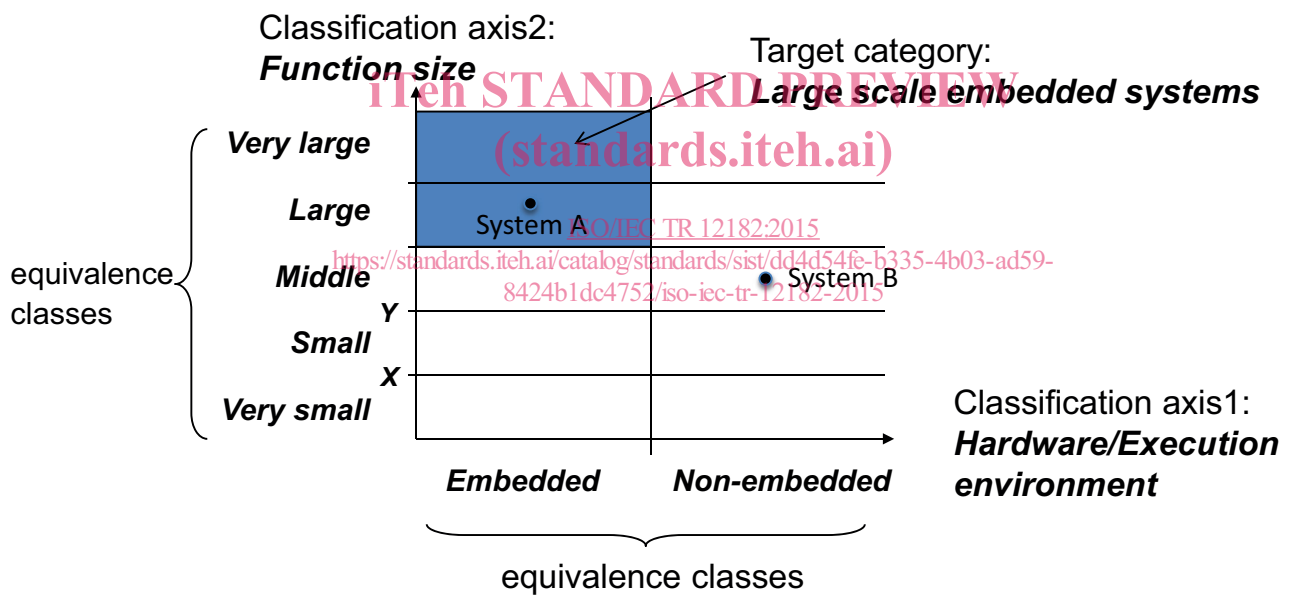 Classification axis2:
Function size
Target category:
Large scale embedded systems
iTeh STANDARD PREVIEW
(standards.iteh.ai)
Very large
Large
System A
ISO/IEC TR 12182:2015
https://standards.iteh.ai/catalog/standards/sist/dd4d54fe-b335-4b03-ad59-
8424b1dc4752/iso-iec-tr-12182-2015
equivalence
classes
Middle
System B
Y
Small
X
Very small
Classification axis1:
Hardware/Execution
environment
Embedded
Non-embedded
equivalence classes